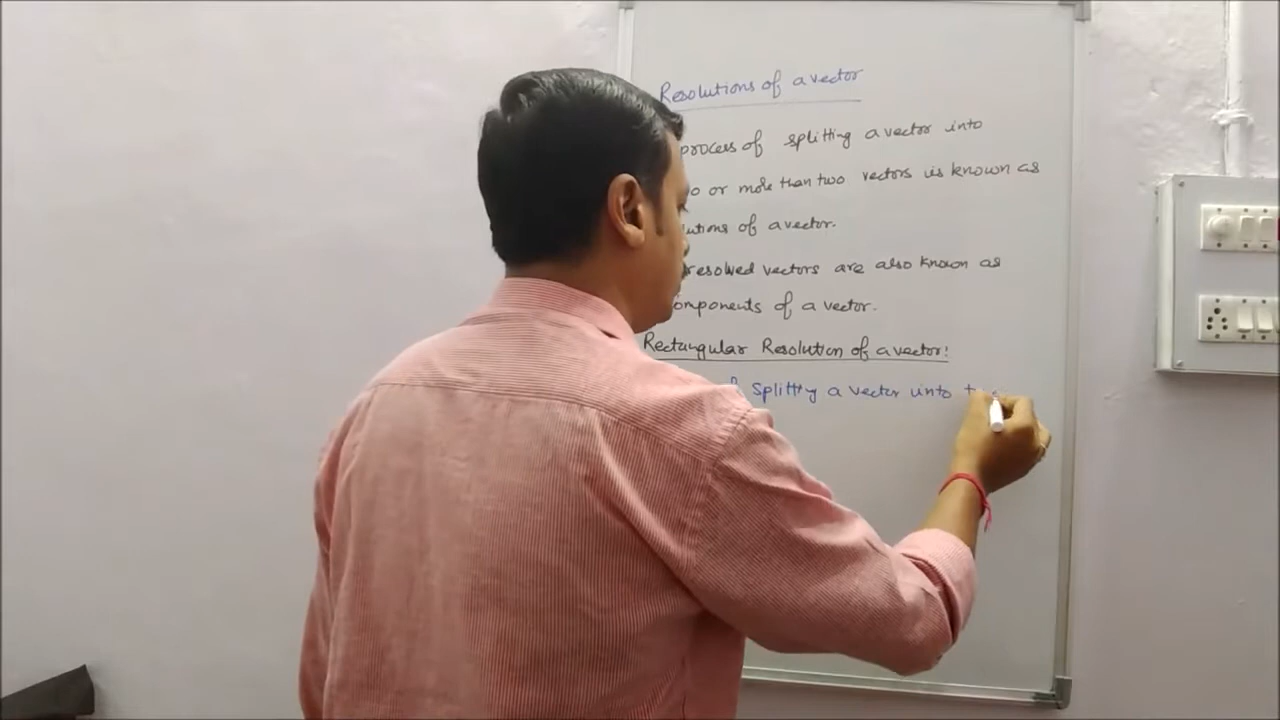 Resolutions of a vector
process of splitting a vector into
or more than two vectors is known as
of a vector.
resolved vectors are also known as
components of a vector.
Rectangular Resolution of a vector:
splitting a vector into